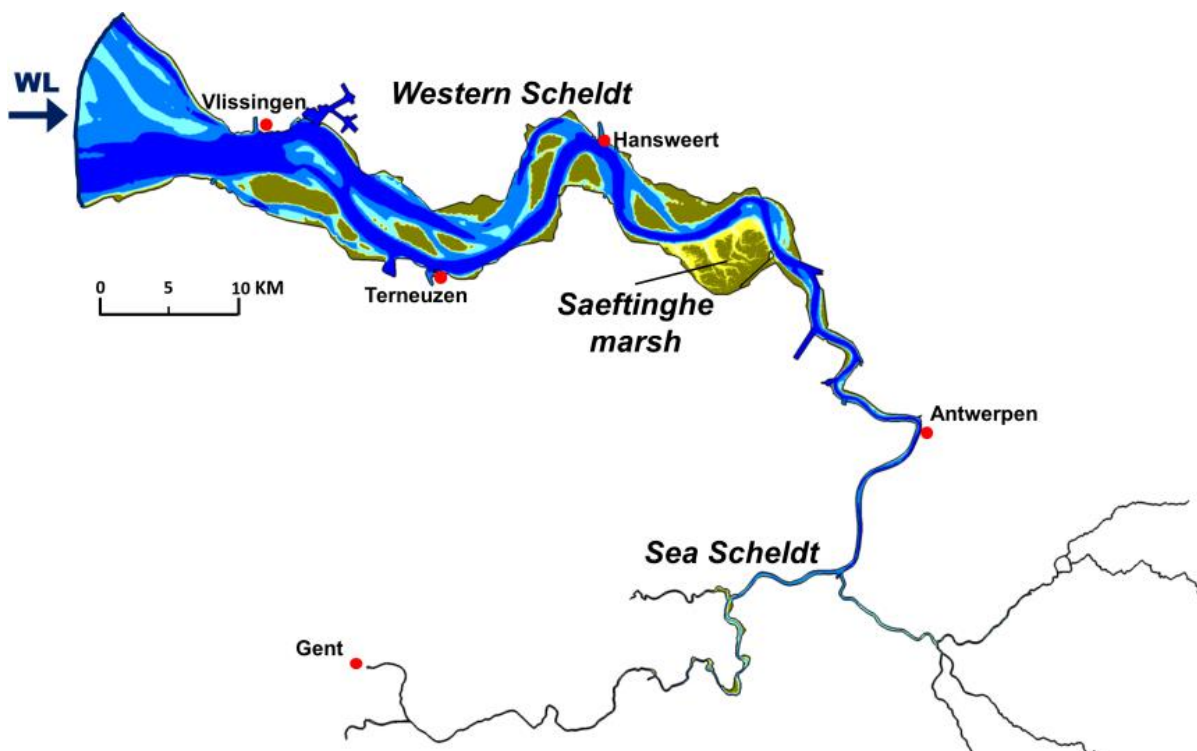 WL
Vlissingen
Western Scheldt
Hansweert
0 5 10 KM
Terneuzen
Saeftinghe
marsh
Antwerpen
Sea Scheldt
Gent